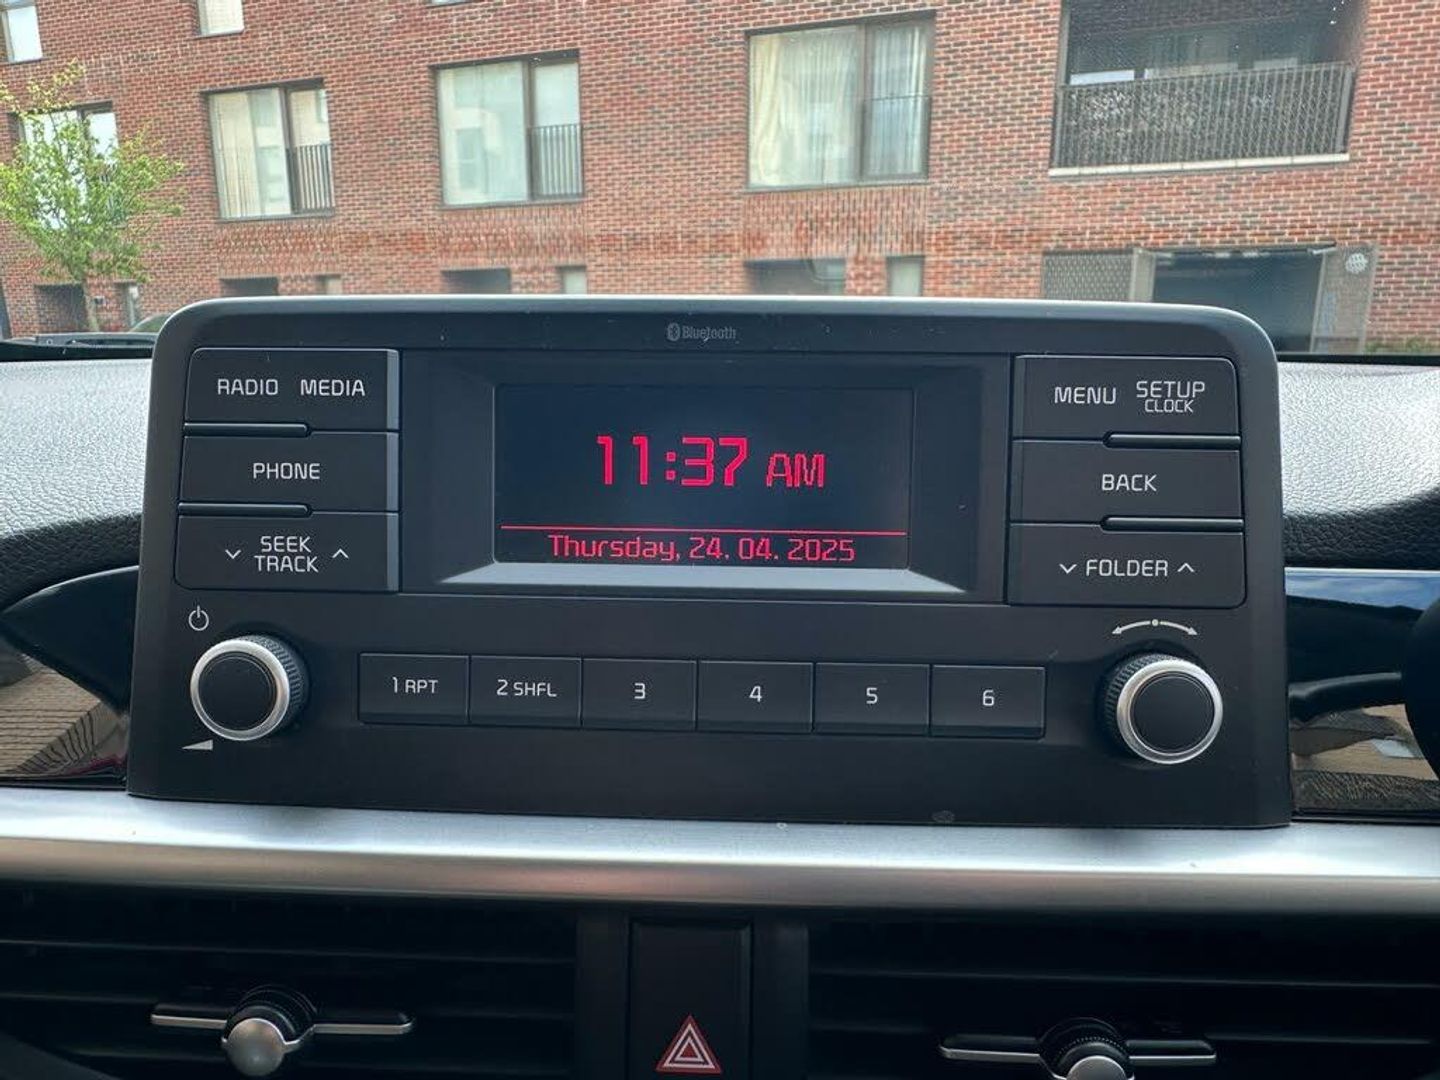 Bluetooth
RADIO MEDIA
MENU SETUP
CLOCK
11:37 AM
PHONE
BACK
Thursday, 24. 04. 2025
SEEK
TRACK
FOLDER
1 RPT
2 SHFL
3
4
5
6